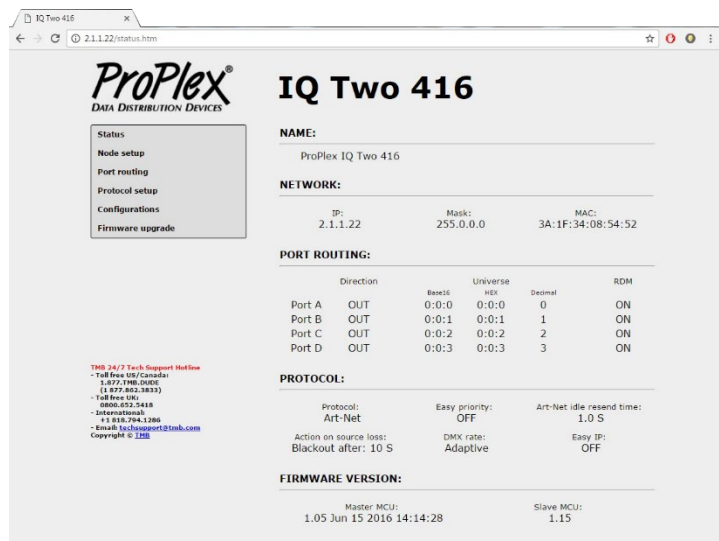 IQ Two 416
2.1.1.22/status.htm
ProPlex®
DATA DISTRIBUTION DEVICES
Status
Node setup
Port routing
Protocol setup
Configurations
Firmware upgrade
TMB 24/7 Tech Support Hotline
- Toll free US/Canada:
1.877.TMB.DUDE
(1 877.862.3833)
- Toll free UK:
0800.652.5418
- International:
+1 818.794.1286
- Email: techsupport@tmb.com
Copyright © TMB
IQ Two 416
NAME:
ProPlex IQ Two 416
NETWORK:
IP: Mask: MAC:
2.1.1.22 255.0.0.0 3A:1F:34:08:54:52
PORT ROUTING:
Direction Universe RDM
Base16 HEX Decimal
Port A OUT 0:0:0 0:0:0 0 ON
Port B OUT 0:0:1 0:0:1 1 ON
Port C OUT 0:0:2 0:0:2 2 ON
Port D OUT 0:0:3 0:0:3 3 ON
PROTOCOL:
Protocol: Easy priority: Art-Net idle resend time:
Art-Net OFF 1.0 S
Action on source loss: DMX rate: Easy IP:
Blackout after: 10 S Adaptive OFF
FIRMWARE VERSION:
Master MCU: Slave MCU:
1.05 Jun 15 2016 14:14:28 1.15